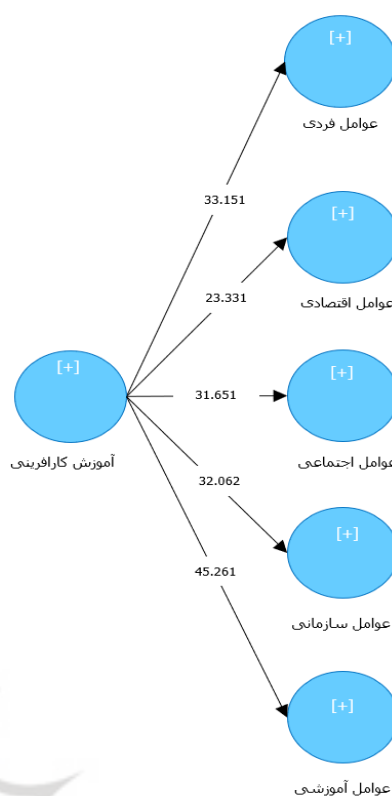 [+]
عوامل فردی
33.151
[+]
23.331
عوامل اقتصادی
[+]
[+]
31.651
آموزش کارافرینی
عوامل اجتماعی
32.062
[+]
45.261
عوامل سازمانی
[+]
عوامل آموزشی